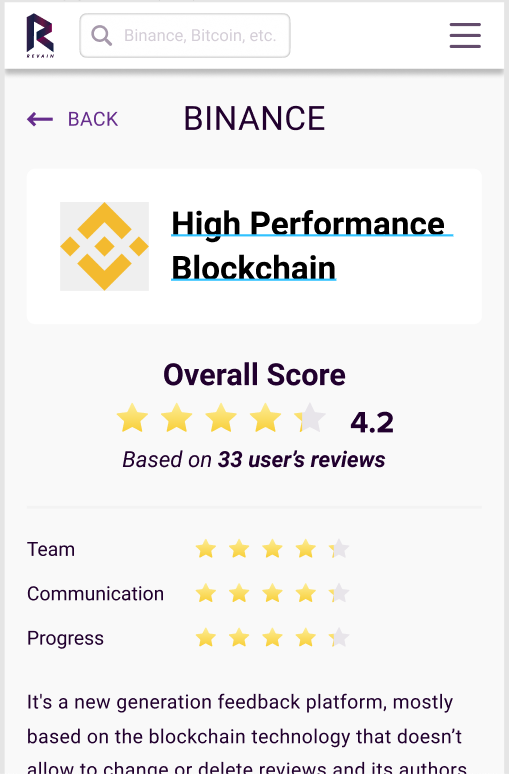 REVAIN
Binance, Bitcoin, etc.
BACK
BINANCE
High Performance
Blockchain
Overall Score
4.2
Based on 33 user’s reviews
Team
Communication
Progress
It's a new generation feedback platform, mostly
based on the blockchain technology that doesn’t
allow to change or delete reviews and its authors